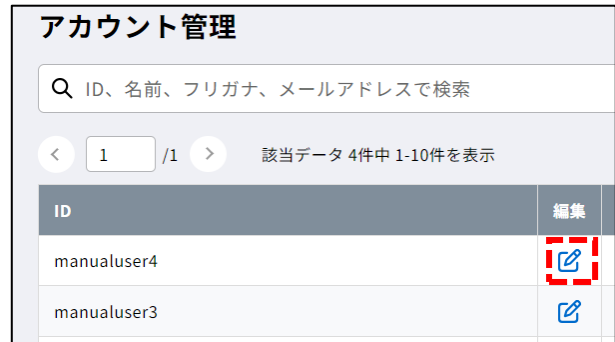 アカウント管理
ID、名前、フリガナ、メールアドレスで検索
1 /1 該当データ 4件中 1-10件を表示
ID 編集
manualuser4
manualuser3